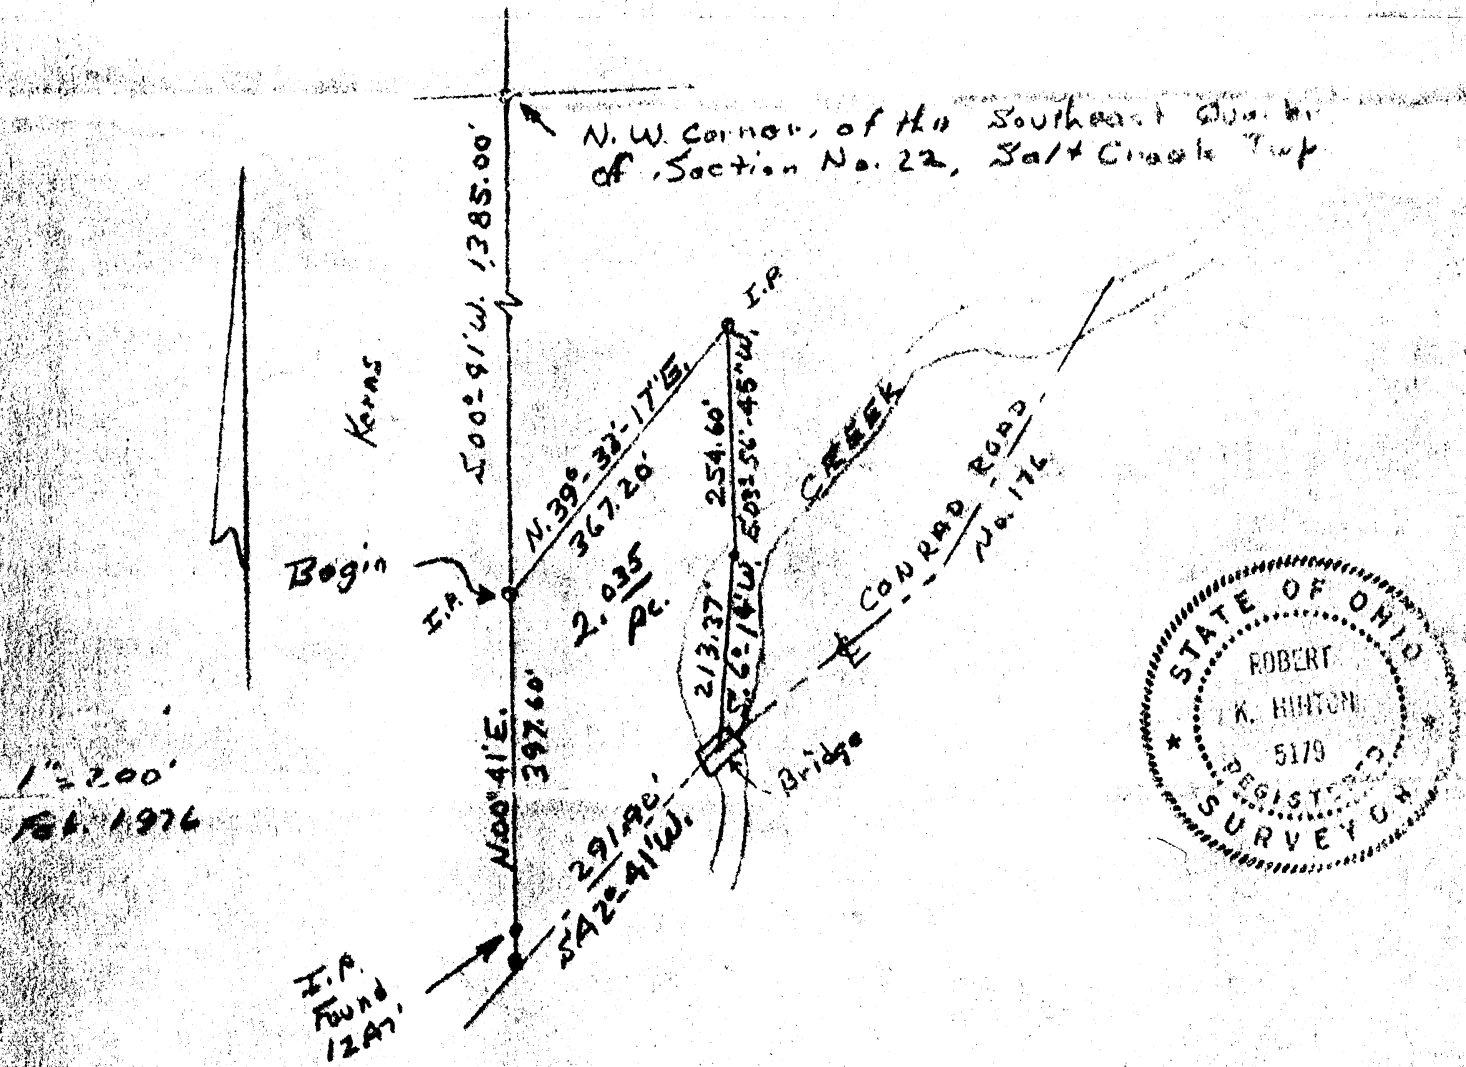 N.W. Corner, of the Southeast Quarter
of Section No. 22, Salt Creek Twp
S.00°-41'W. 1385.00'
Kerns
I.P.
N.39°-33'-17"E.
367.20'
254.60'
S.03°-56'-45"W.
CREEK
CONRAD ROAD
No. 176
Begin
I.P.
2.035
Ac.
213.37'
S.6°-14'W.
N.00°41'E.
397.60'
Bridge
291.90'
S42°-41'W.
1"=200'
Feb. 1976
I.P.
Found
12.47'
STATE OF OHIO
ROBERT
K. HINTON
5179
REGISTERED
SURVEYOR